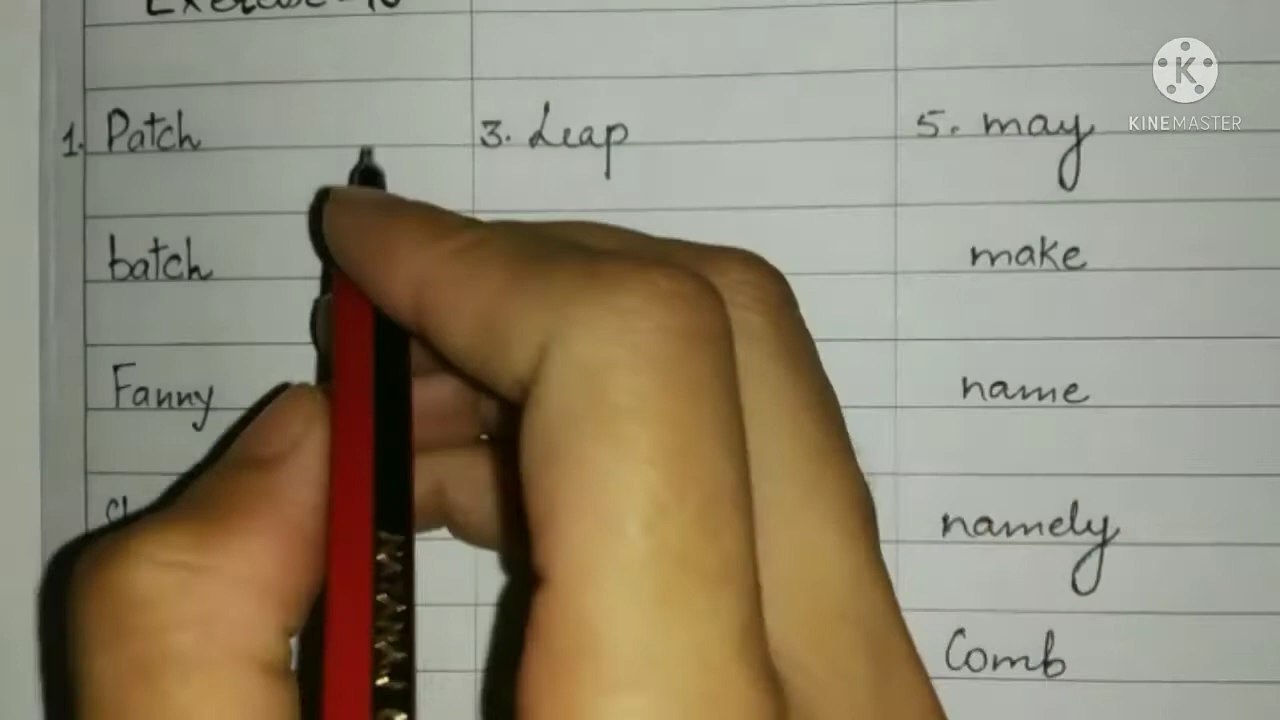 1. Patch
batch
Fanny
3. Leap
5. may
make
name
namely
Comb
KINEMASTER